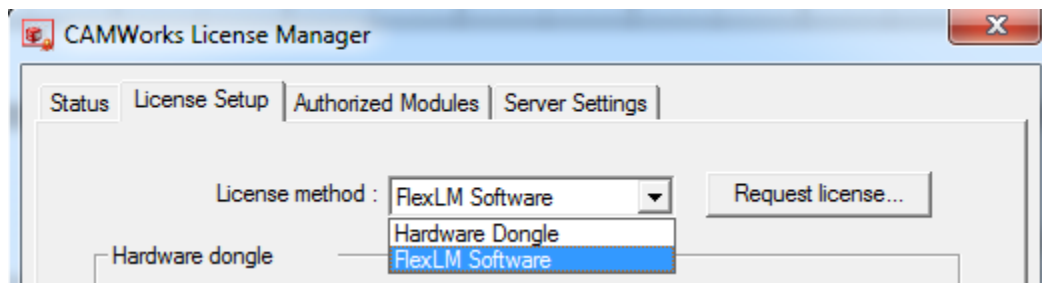 CAMWorks License Manager
Status License Setup Authorized Modules Server Settings
License method : FlexLM Software Request license...
Hardware Dongle
FlexLM Software
Hardware dongle